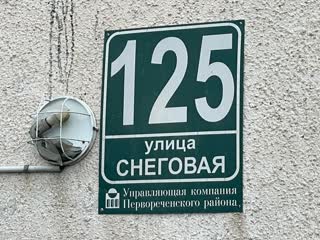 125
улица
СНЕГОВАЯ
Управляющая компания
Первореченского района